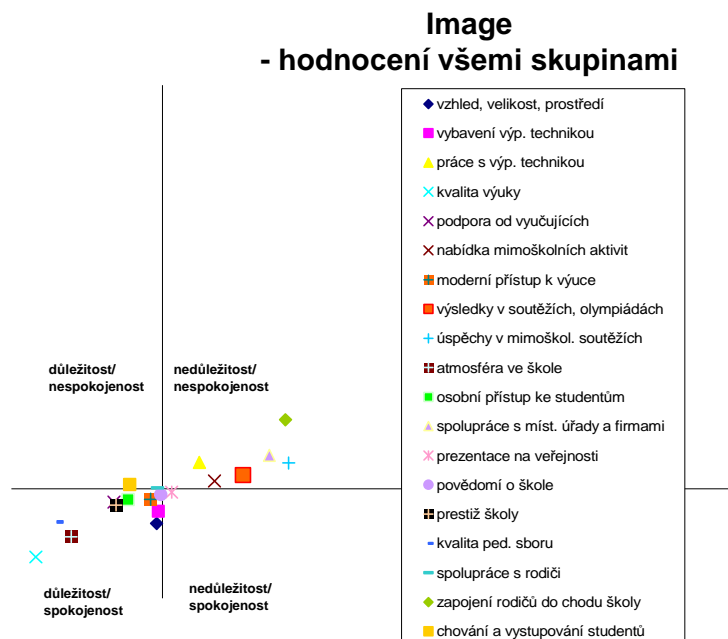 Image
- hodnocení všemi skupinami
vzhled, velikost, prostředí
vybavení výp. technikou
práce s výp. technikou
kvalita výuky
podpora od vyučujících
nabídka mimoškolních aktivit
moderní přístup k výuce
výsledky v soutěžích, olympiádách
úspěchy v mimoškol. soutěžích
atmosféra ve škole
osobní přístup ke studentům
spolupráce s míst. úřady a firmami
prezentace na veřejnosti
povědomí o škole
prestiž školy
kvalita ped. sboru
spolupráce s rodiči
zapojení rodičů do chodu školy
chování a vystupování studentů
důležitost/
nespokojenost
nedůležitost/
nespokojenost
důležitost/
spokojenost
nedůležitost/
spokojenost